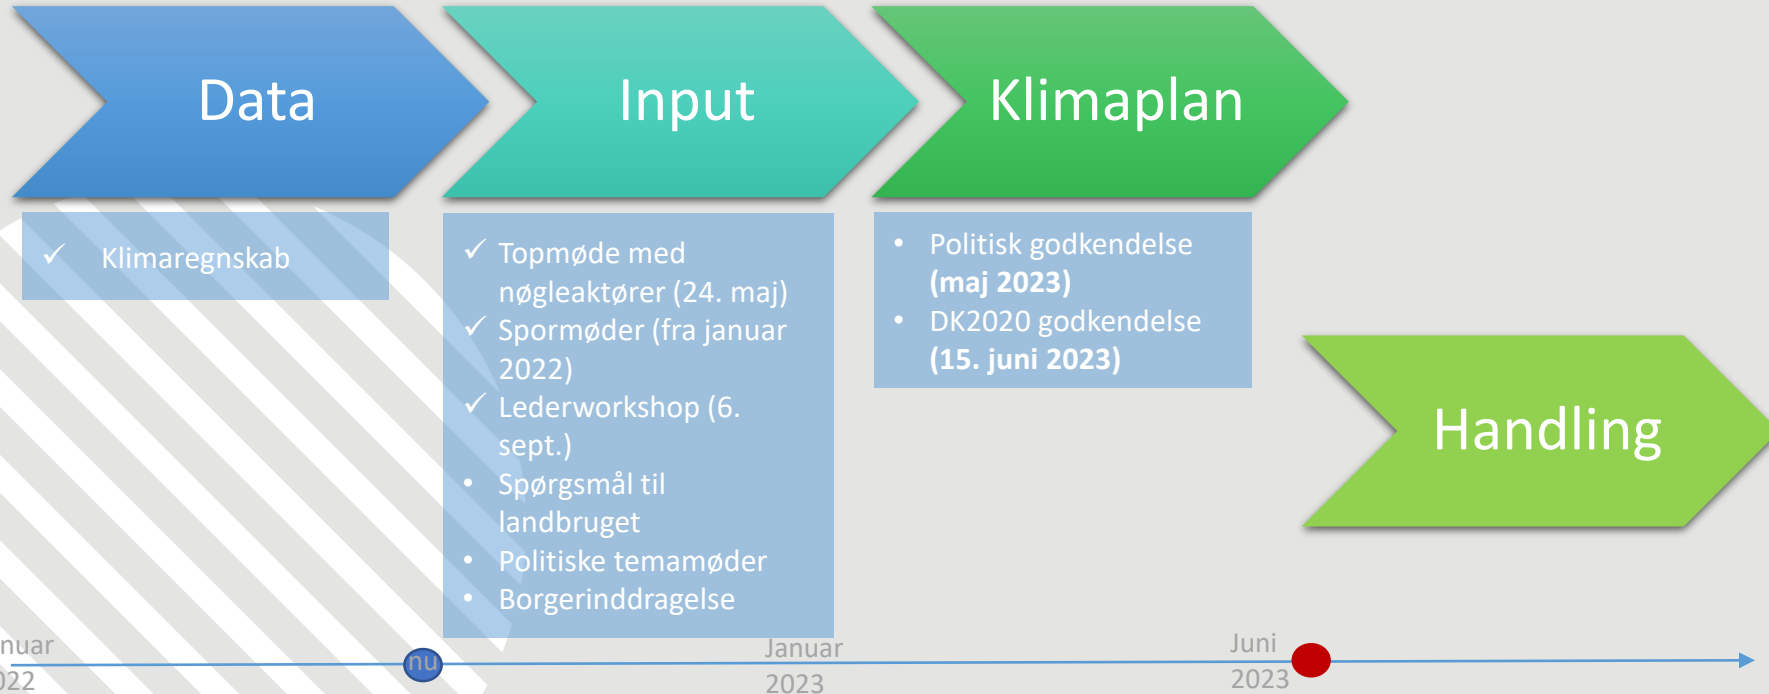 Data
Input
Klimaplan
✓ Klimaregnskab
✓ Topmøde med
nøgleaktører (24. maj)
✓ Spormøder (fra januar
2022)
✓ Lederworkshop (6.
sept.)
• Spørgsmål til
landbruget
• Politiske temamøder
• Borgerinddragelse
• Politisk godkendelse
(maj 2023)
• DK2020 godkendelse
(15. juni 2023)
Handling
nuar
022
nu
Januar
2023
Juni
2023